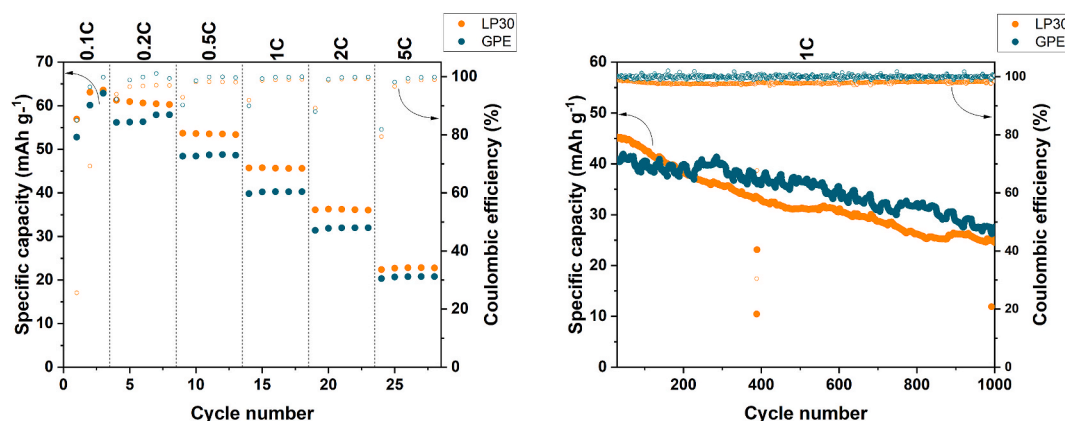 LP30
GPE
0.1C
0.2C
0.5C
1C
2C
5C
70
60
50
40
30
20
10
0
Specific capacity (mAh g-1)
100
80
60
40
20
0
Coulombic efficiency (%)
0
5
10
15
20
25
Cycle number
LP30
GPE
1C
60
50
40
30
20
10
0
Specific capacity (mAh g-1)
100
80
60
40
20
0
Coulombic efficiency (%)
200
400
600
800
1000
Cycle number